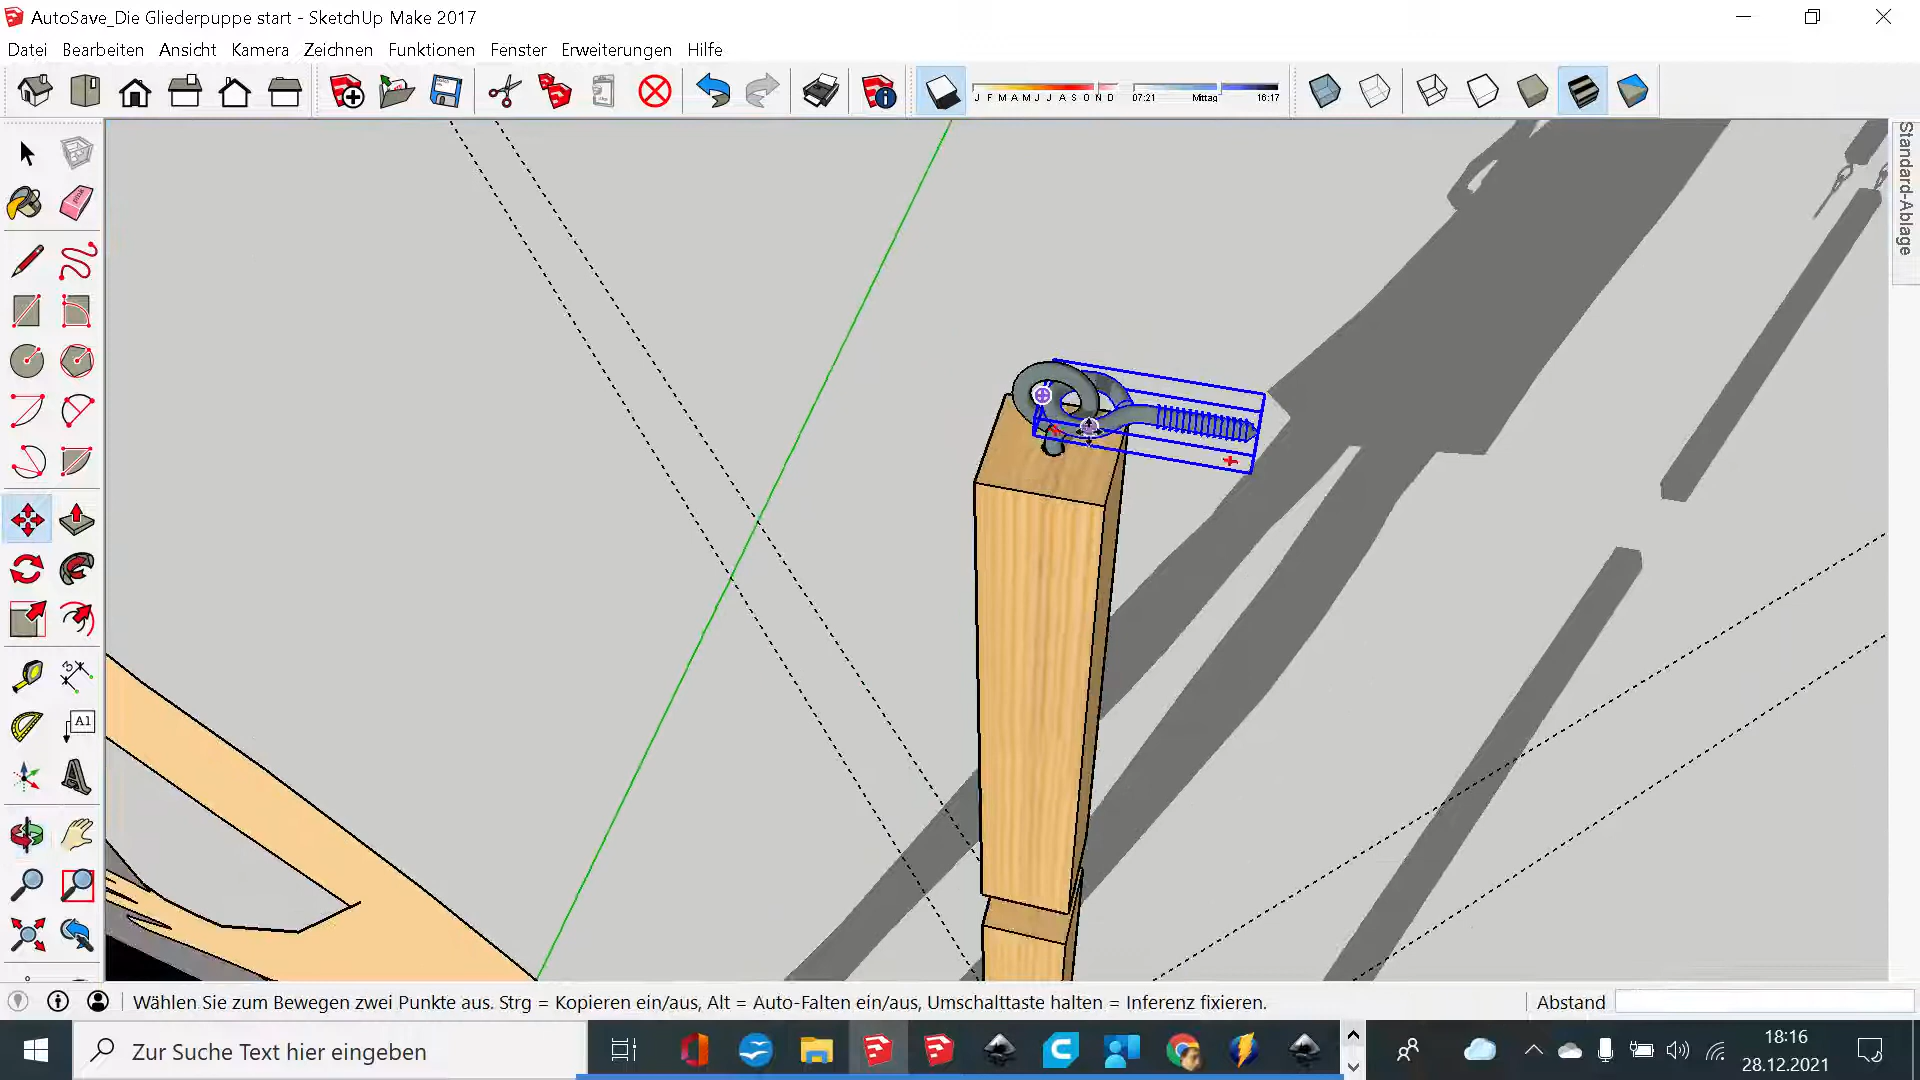 AutoSave_Die Gliederpuppe start - SketchUp Make 2017
Datei Bearbeiten Ansicht Kamera Zeichnen Funktionen Fenster Erweiterungen Hilfe
J F M A M J J A S O N D 07:21 Mittag 16:17
Standard-Ablage
A1
Wählen Sie zum Bewegen zwei Punkte aus. Strg = Kopieren ein/aus, Alt = Auto-Falten ein/aus, Umschalttaste halten = Inferenz fixieren. Abstand
Zur Suche Text hier eingeben
18:16
28.12.2021